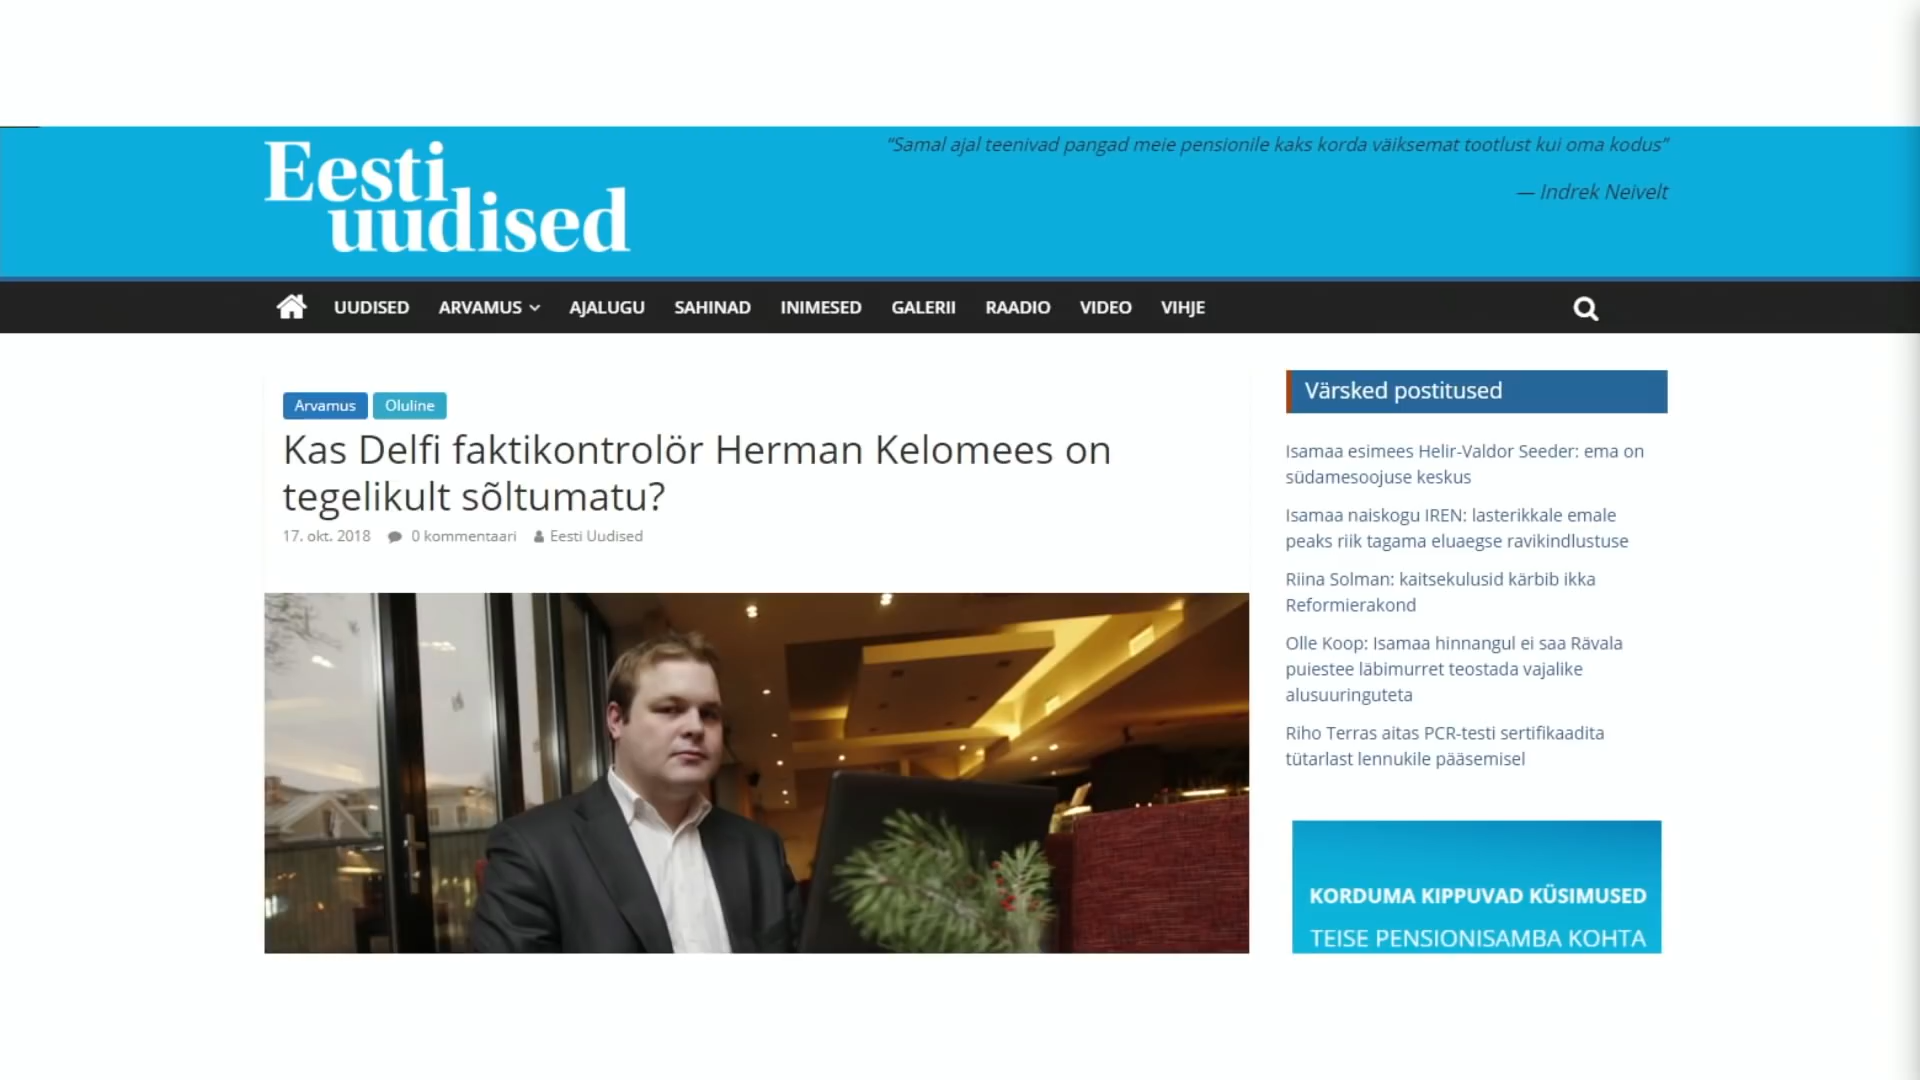 Eesti
uudised
“Samal ajal teenivad pangad meie pensionile kaks korda väiksemat tootlust kui oma kodus”
— Indrek Neivelt
UUDISED ARVAMUS AJALUGU SAHINAD INIMESED GALERII RAADIO VIDEO VIHJE
Arvamus Oluline
Kas Delfi faktikontrolör Herman Kelomees on
tegelikult sõltumatu?
17. okt. 2018 0 kommentaari Eesti Uudised
Värsked postitused
Isamaa esimees Helir-Valdor Seeder: ema on
südamesoojuse keskus
Isamaa naiskogu IREN: lasterikkale emale
peaks riik tagama eluaegse ravikindlustuse
Riina Solman: kaitsekulusid kärbib ikka
Reformierakond
Olle Koop: Isamaa hinnangul ei saa Rävala
puiestee läbimurret teostada vajalike
alusuuringuteta
Riho Terras aitas PCR-testi sertifikaadita
tütarlast lennukile pääsemisel
KORDUMA KIPPUVAD KÜSIMUSED
TEISE PENSIONISAMBA KOHTA